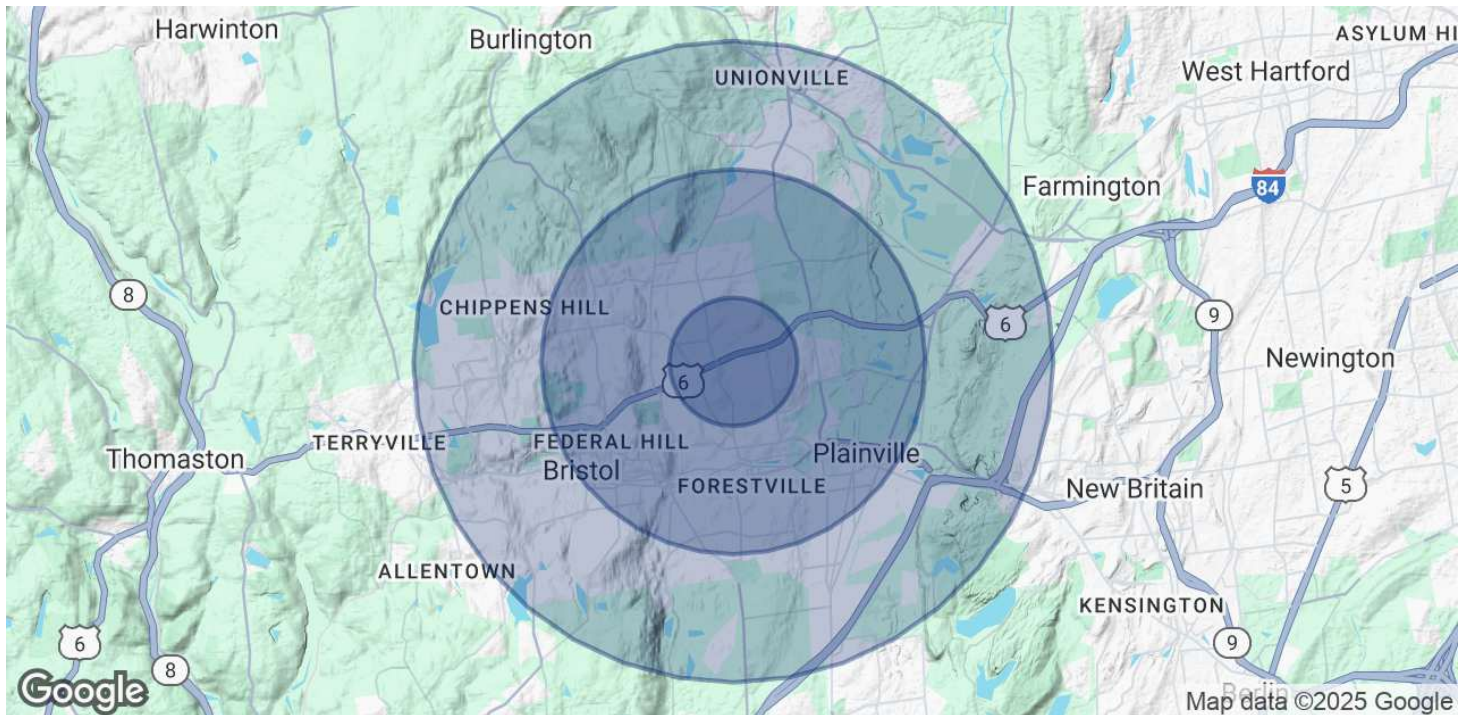 Harwinton
Burlington
ASYLUM HI
UNIONVILLE
West Hartford
Farmington
84
8
CHIPPENS HILL
6
9
Newington
6
TERRYVILLE
FEDERAL HILL
Thomaston
Bristol
Plainville
FORESTVILLE
New Britain
5
ALLENTOWN
KENSINGTON
6
8
9
Google
Berlin
Map data ©2025 Google